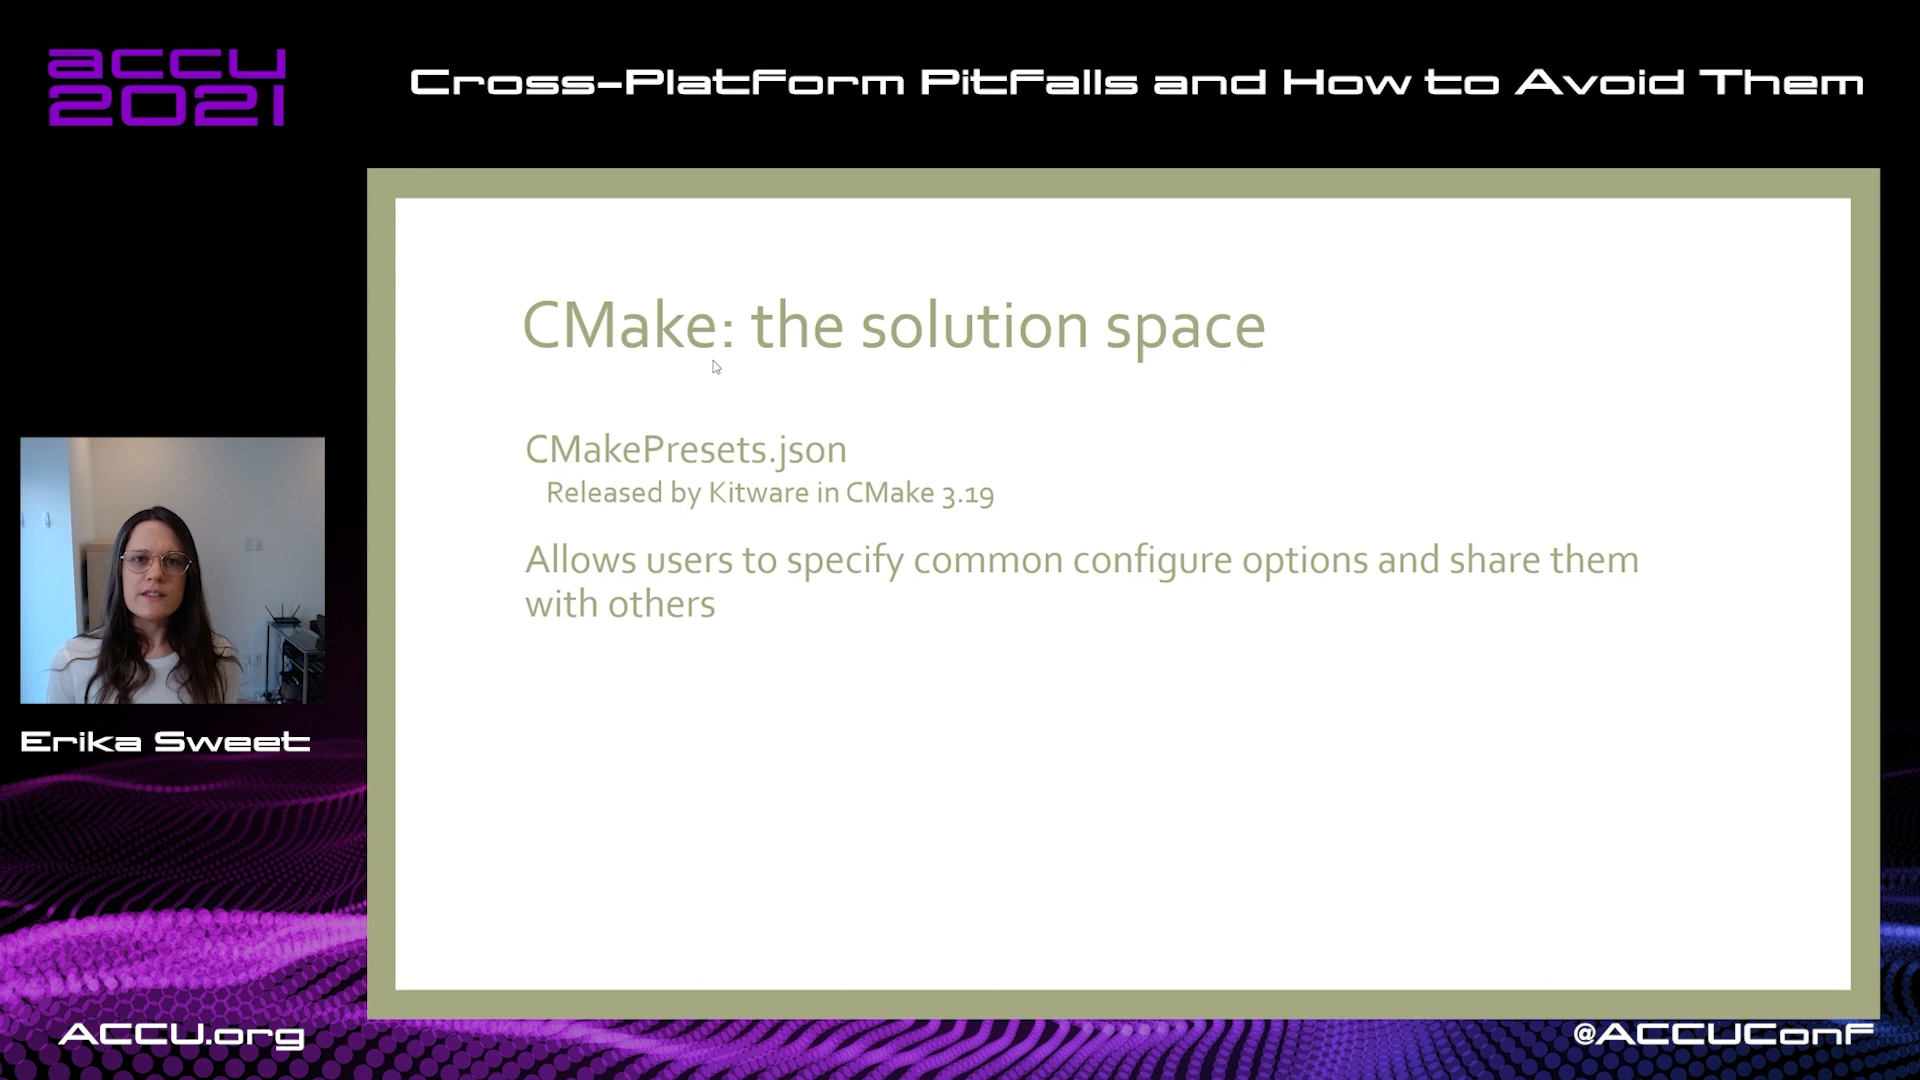 accu
2021
Cross-Platform Pitfalls and How to Avoid Them
CMake: the solution space
CMakePresets.json
Released by Kitware in CMake 3.19
Allows users to specify common configure options and share them
with others
Erika Sweet
ACCU.org
@ACCUConf